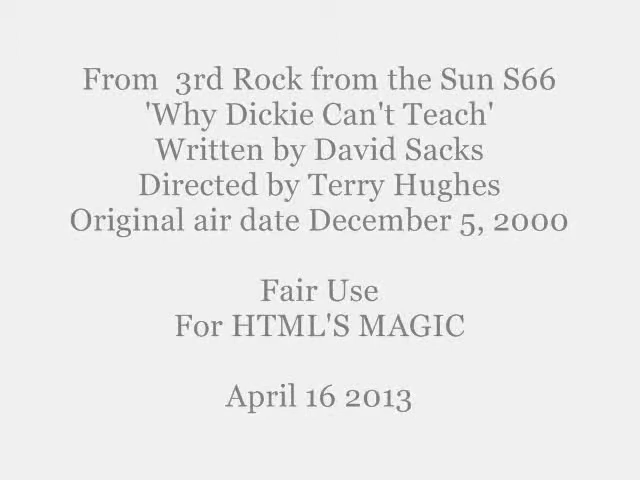 From  3rd Rock from the Sun S66
'Why Dickie Can't Teach'
Written by David Sacks
Directed by Terry Hughes
Original air date December 5, 2000
Fair Use
For HTML'S MAGIC
April 16 2013